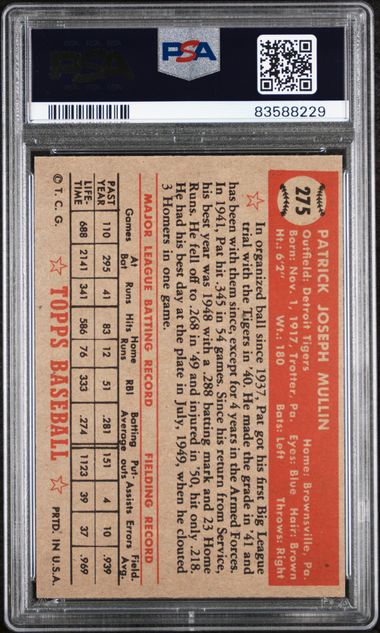 PSA
PSA
83588229
275
PATRICK JOSEPH MULLIN
Outfield: Detroit Tigers Home: Brownsville, Pa.
Born: Nov. 1, 1917, Trotter, Pa. Eyes: Blue Hair: Brown
Ht.: 6'2" Wt.: 180 Bats: Left Throws: Right
In organized ball since 1937, Pat got his first Big League
trial with the Tigers in '40. He made the grade in '41 and
has been with them since, except for 4 years in the Armed Forces.
In 1941, Pat hit .345 in 54 games. Since his return from Service,
his best year was 1948 with a .288 batting mark and 23 Home
Runs. He fell off to .268 in '49 and injured in '50, hit only .218.
He had his best day at the plate in July, 1949, when he clouted
3 Homers in one game.
MAJOR LEAGUE BATTING RECORD FIELDING RECORD
Games At Bat Runs Hits Home Runs RBI Batting Average Put-outs Assists Errors Field. Avg.
PAST YEAR 110 295 41 83 12 51 .281 151 4 10 .939
LIFE-TIME 688 2141 341 586 76 333 .274 1123 39 37 .969
© T. C. G. TOPPS BASEBALL PRTD. IN U.S.A.